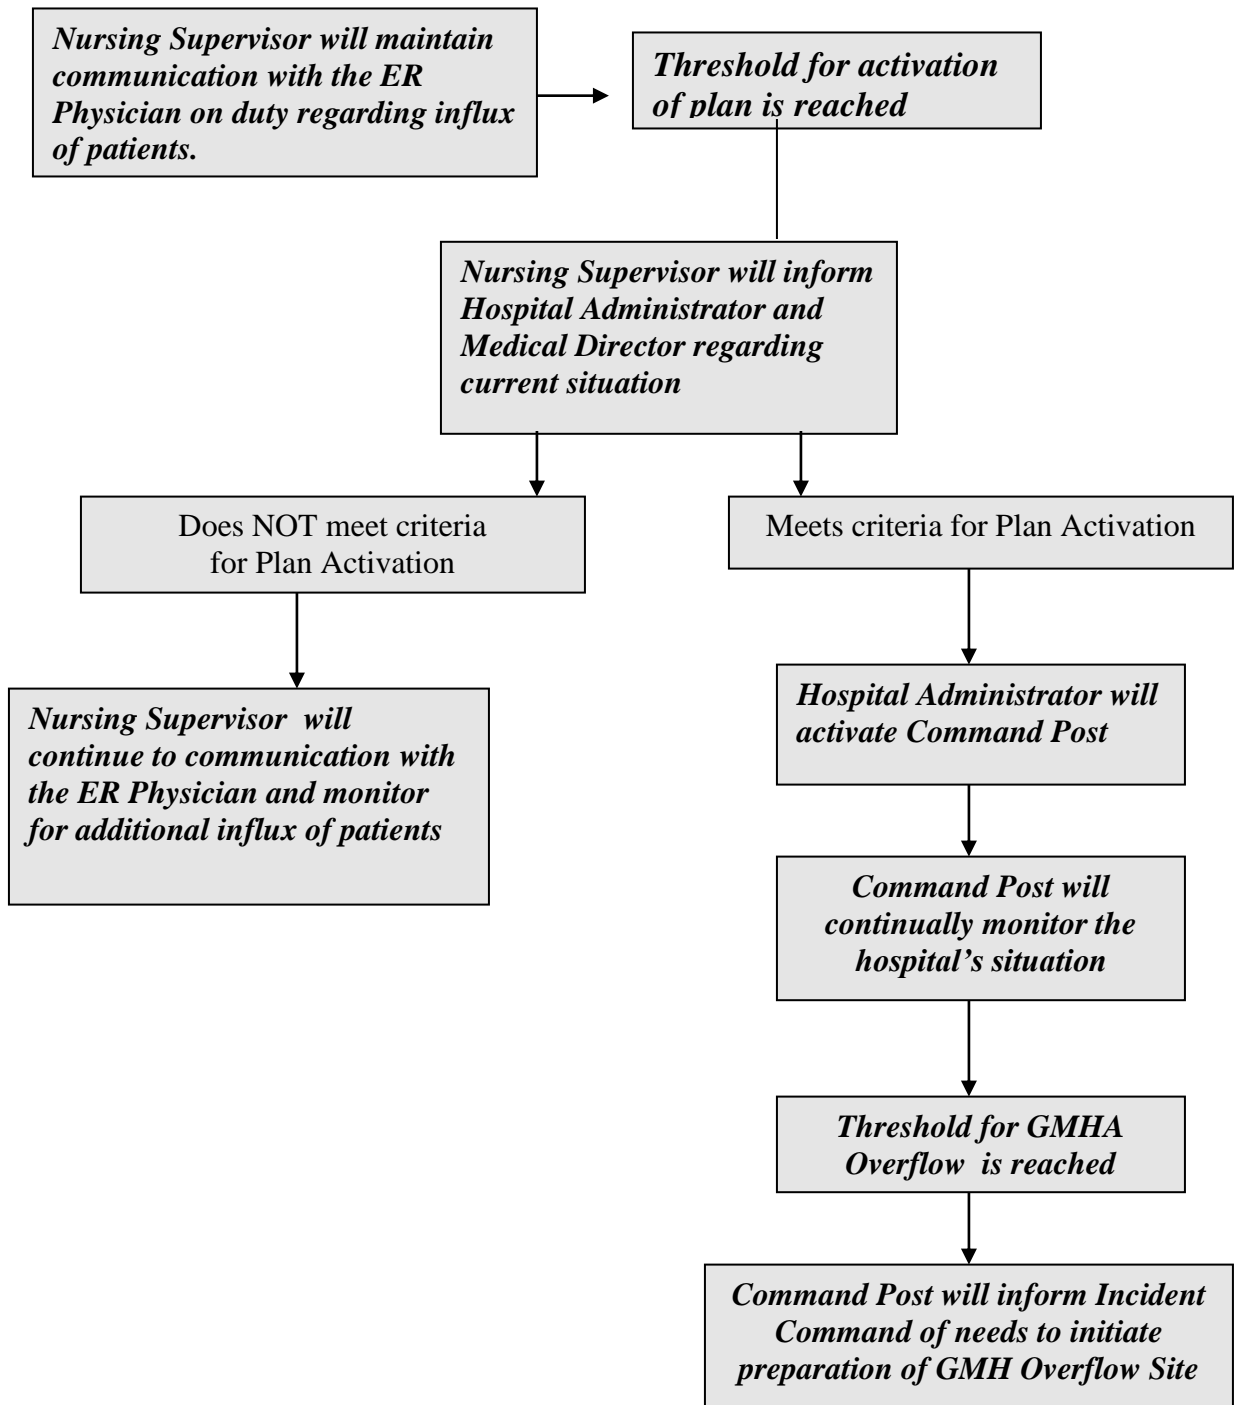 Nursing Supervisor will maintain
communication with the ER
Physician on duty regarding influx
of patients.
Threshold for activation
of plan is reached
Nursing Supervisor will inform
Hospital Administrator and
Medical Director regarding
current situation
Does NOT meet criteria
for Plan Activation
Meets criteria for Plan Activation
Nursing Supervisor  will
continue to communication with
the ER Physician and monitor
for additional influx of patients
Hospital Administrator will
activate Command Post
Command Post will
continually monitor the
hospital’s situation
Threshold for GMHA
Overflow  is reached
Command Post will inform Incident
Command of needs to initiate
preparation of GMH Overflow Site